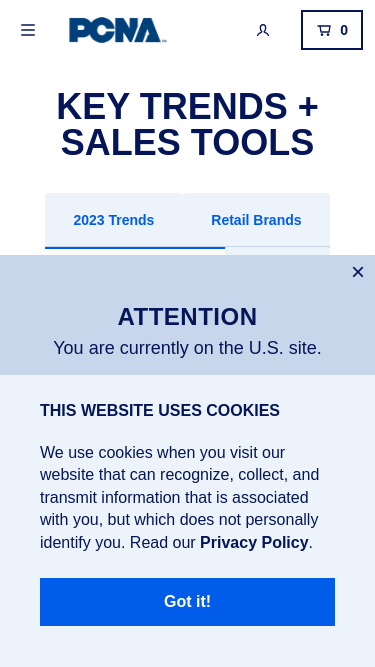 PCNA
0
KEY TRENDS +
SALES TOOLS
2023 Trends
Retail Brands
ATTENTION
You are currently on the U.S. site.
THIS WEBSITE USES COOKIES
We use cookies when you visit our
website that can recognize, collect, and
transmit information that is associated
with you, but which does not personally
identify you. Read our Privacy Policy.
Got it!